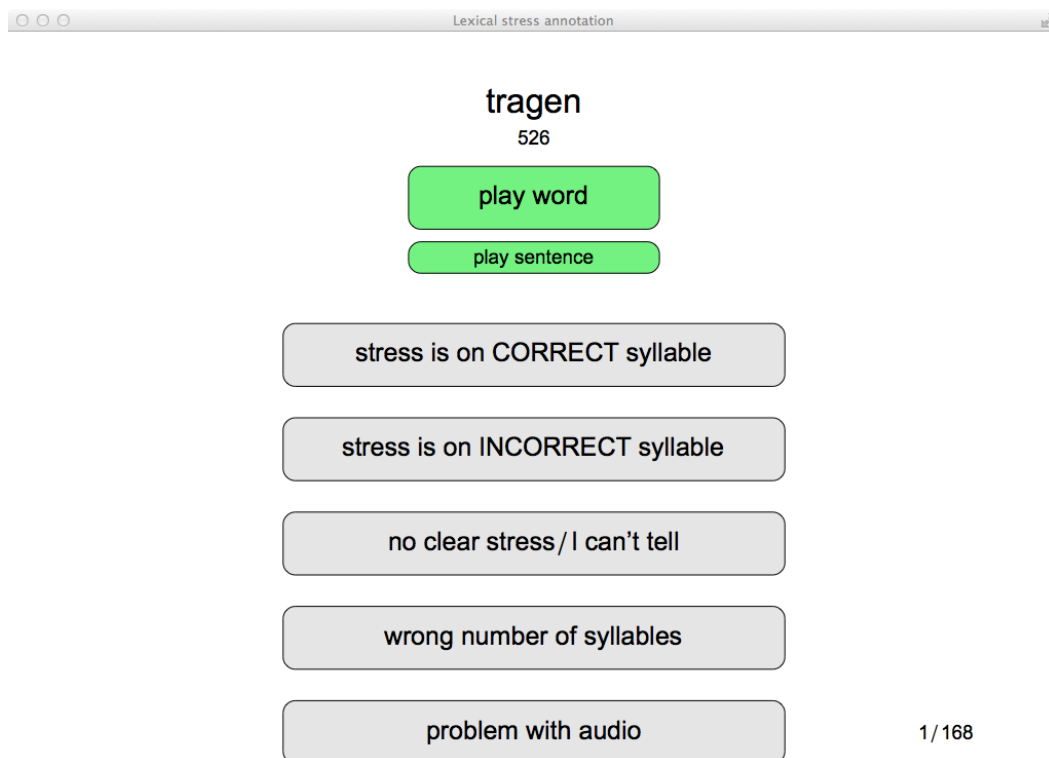 Lexical stress annotation
tragen
526
play word
play sentence
stress is on CORRECT syllable
stress is on INCORRECT syllable
no clear stress/I can't tell
wrong number of syllables
problem with audio
1/168